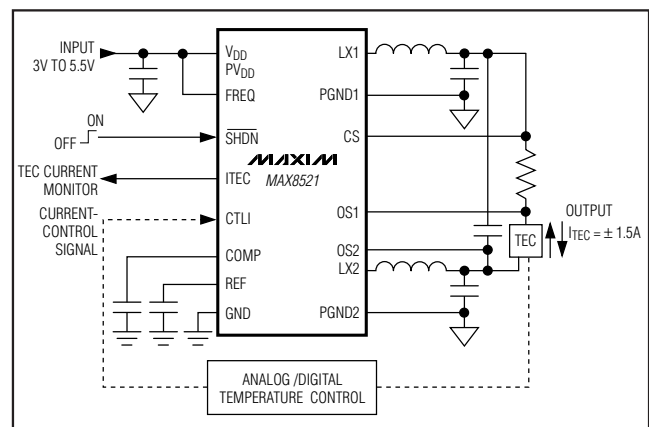 INPUT
3V TO 5.5V
ON
OFF
TEC CURRENT
MONITOR
CURRENT-
CONTROL
SIGNAL
VDD
PVDD
FREQ
SHDN
MAXIM
MAX8521
ITEC
CTLI
COMP
REF
GND
LX1
PGND1
CS
OS1
OS2
LX2
PGND2
TEC
OUTPUT
ITEC = ± 1.5A
ANALOG /DIGITAL
TEMPERATURE CONTROL